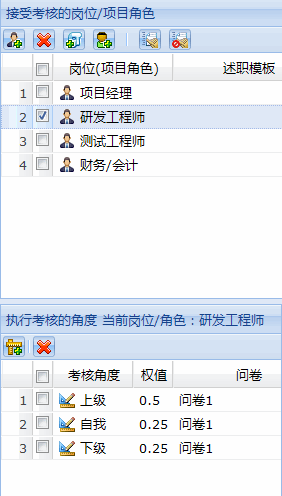 接受考核的岗位/项目角色
岗位(项目角色) 述职模板
1 项目经理
2 研发工程师
3 测试工程师
4 财务/会计
执行考核的角度 当前岗位/角色：研发工程师
考核角度 权值 问卷
1 上级 0.5 问卷1
2 自我 0.25 问卷1
3 下级 0.25 问卷1